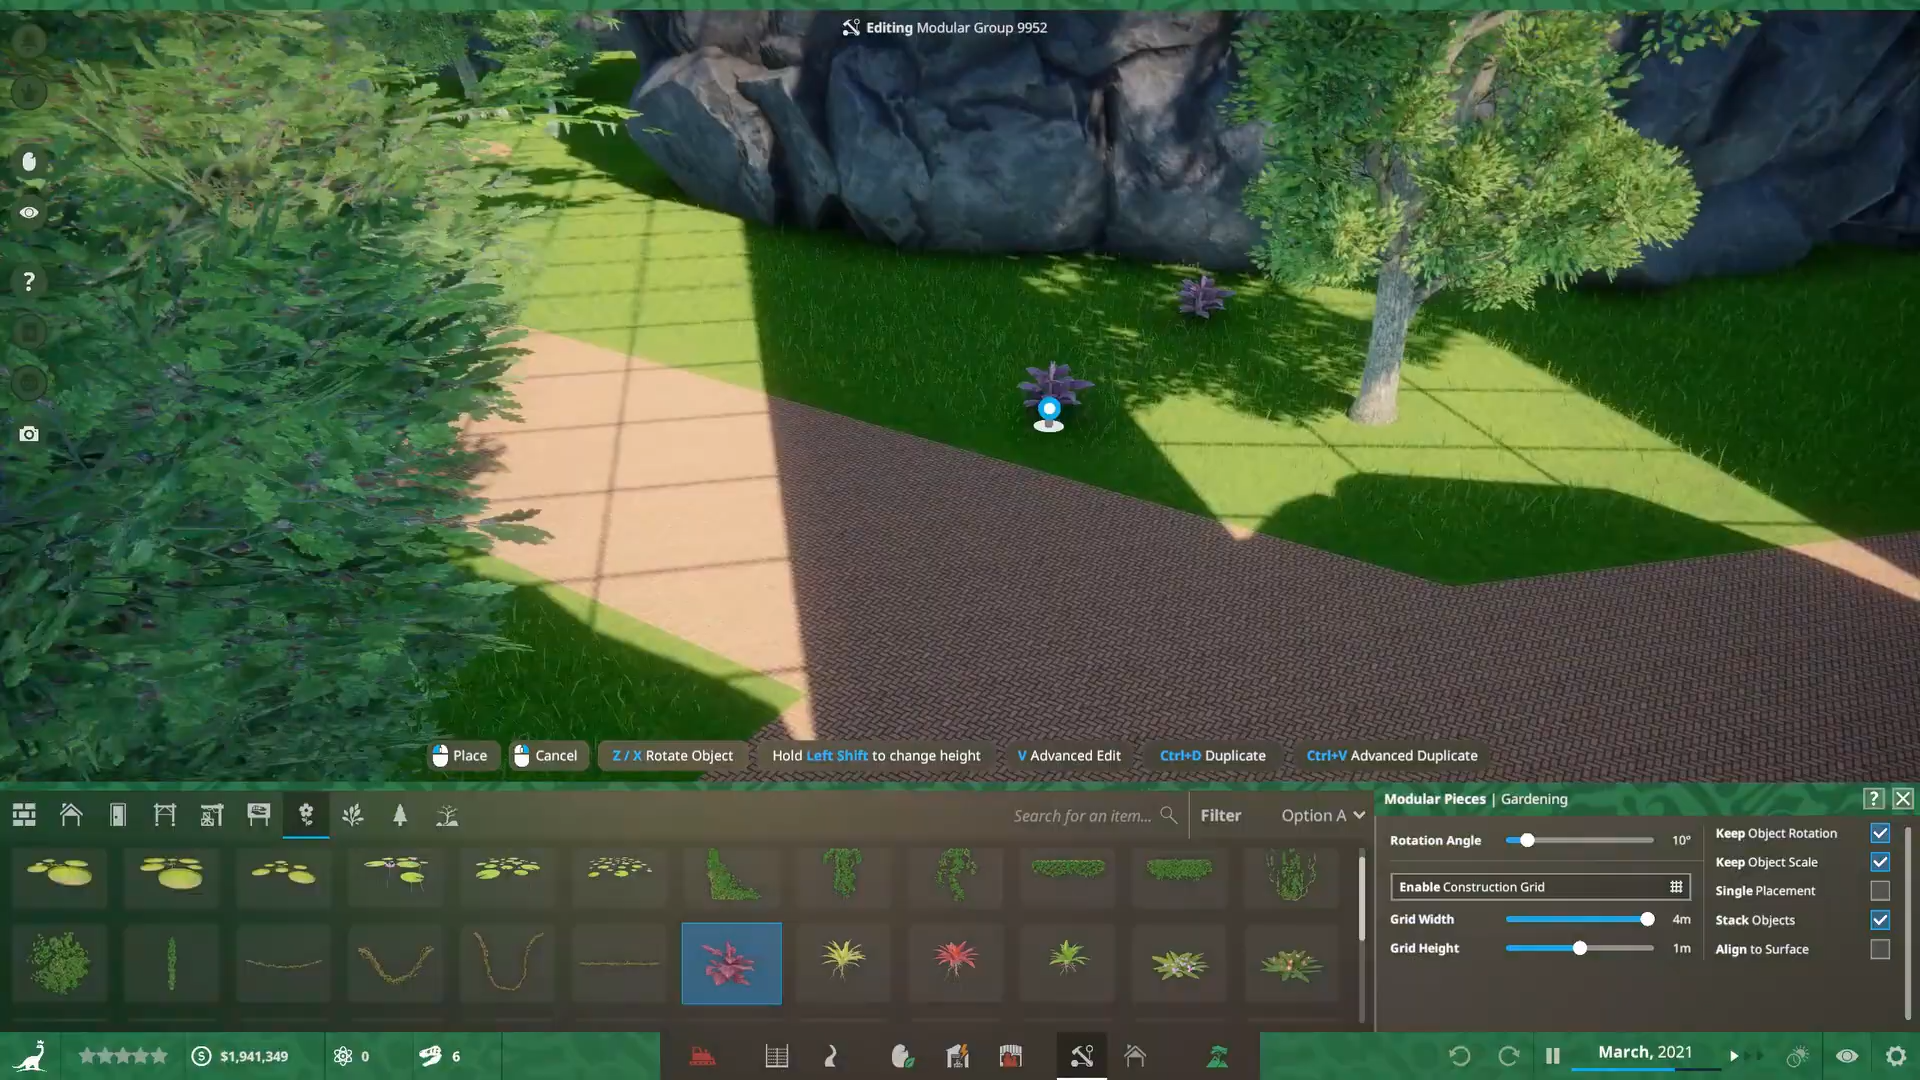 Editing Modular Group 9952
?
Place
Cancel
Z / X Rotate Object
Hold Left Shift to change height
V Advanced Edit
Ctrl+D Duplicate
Ctrl+V Advanced Duplicate
Search for an item...
Filter
Option A
Modular Pieces | Gardening
?
Rotation Angle
10°
Enable Construction Grid
Grid Width
4m
Grid Height
1m
Keep Object Rotation
Keep Object Scale
Single Placement
Stack Objects
Align to Surface
$1,941,349
0
6
March, 2021